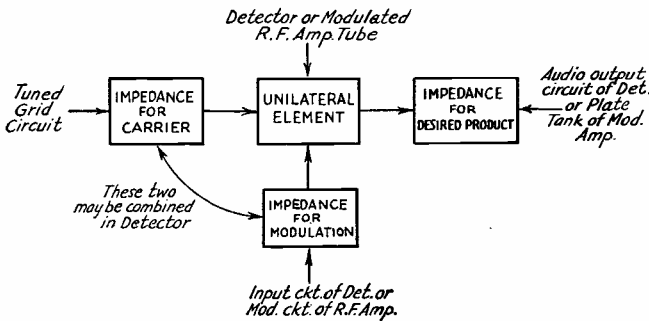 Detector or Modulated
R.F. Amp. Tube
Tuned
Grid
Circuit
IMPEDANCE
FOR
CARRIER
UNILATERAL
ELEMENT
IMPEDANCE
FOR
DESIRED PRODUCT
Audio output
circuit of Det.
or Plate
Tank of Mod.
Amp.
These two
may be combined
in Detector
IMPEDANCE
FOR
MODULATION
Input ckt. of Det. or
Mod. ckt. of R.F. Amp.